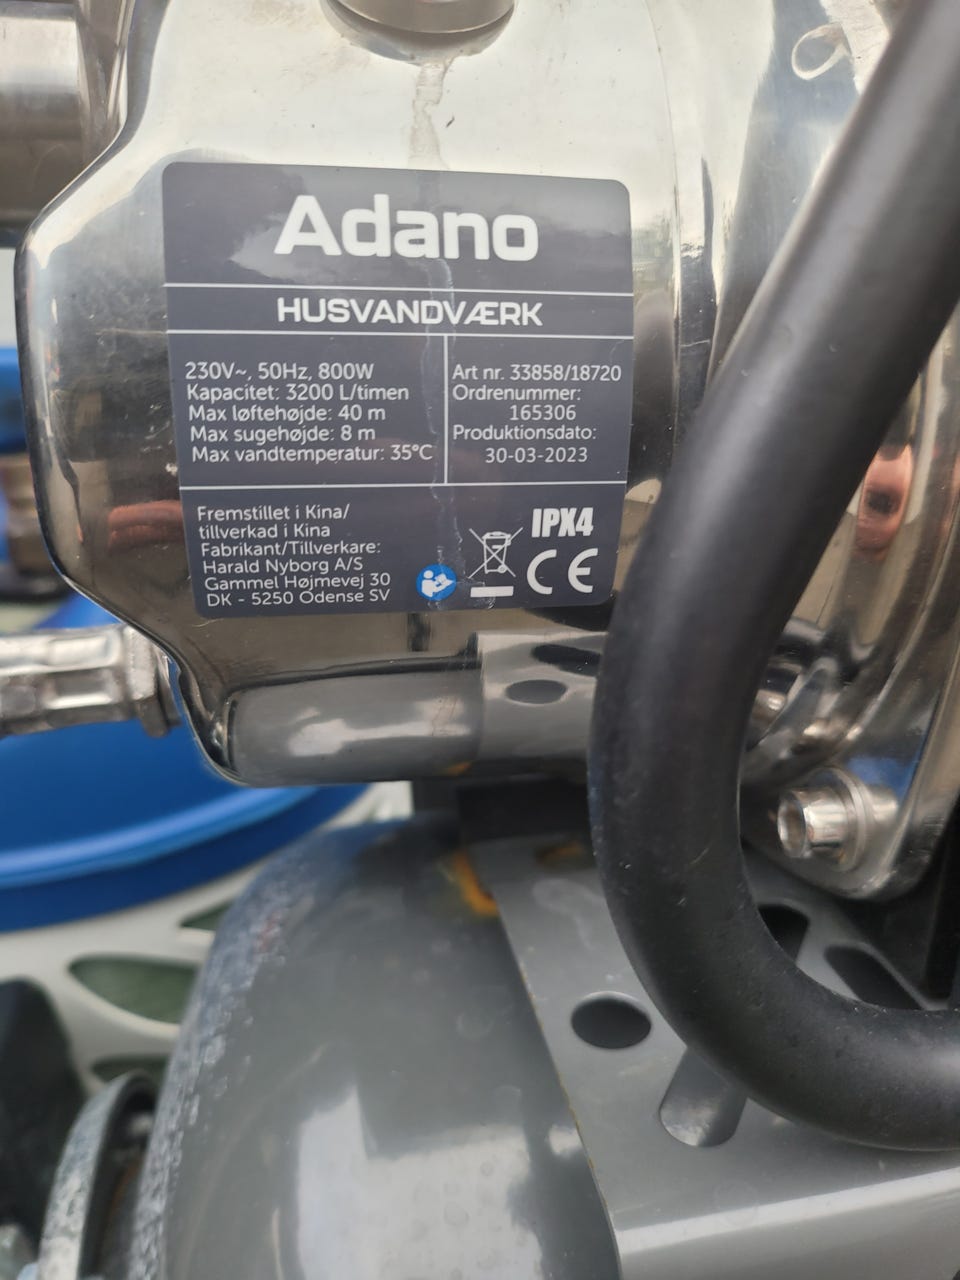 Adano
HUSVANDVÆRK
230V~, 50Hz, 800W
Kapacitet: 3200 L/timen
Max løftehøjde: 40 m
Max sugehøjde: 8 m
Max vandtemperatur: 35°C
Art nr. 33858/18720
Ordrenummer:
165306
Produktionsdato:
30-03-2023
Fremstillet i Kina/
tillverkad i Kina
Fabrikant/Tillverkare:
Harald Nyborg A/S
Gammel Højmevej 30
DK - 5250 Odense SV
IPX4
CE